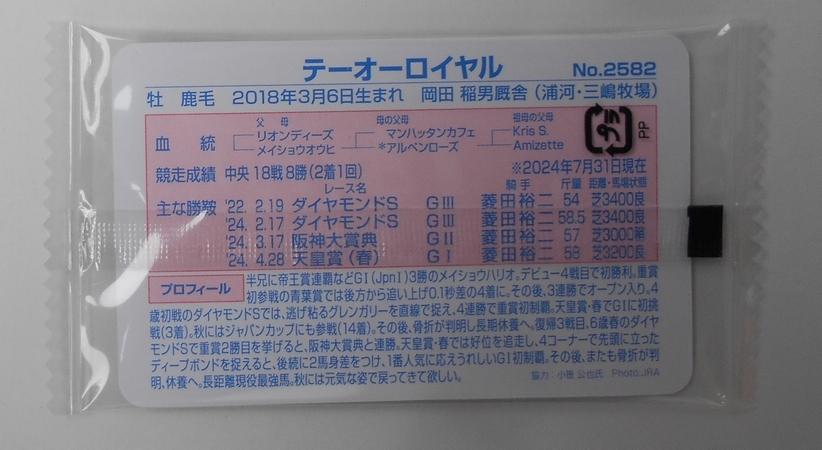 テーオーロイヤル No.2582
牡 鹿毛 2018年3月6日生まれ 岡田 稲男厩舎（浦河・三嶋牧場）
父 母 母の父母 祖母の父母
血統 リオンディーズ マンハッタンカフェ Kris S.
メイショウオウヒ *アルペンローズ Amizette
プラ
PP
競走成績 中央18戦8勝(2着1回) ※2024年7月31日現在
レース名 騎手 斤量 距離・馬場状態
主な勝鞍 '22. 2.19 ダイヤモンドS GⅢ 菱田裕二 54 芝3400良
'24. 2.17 ダイヤモンドS GⅢ 菱田裕二 58.5 芝3400良
'24. 3.17 阪神大賞典 GⅡ 菱田裕二 57 芝3000
'24. 4.28 天皇賞（春） GⅠ 菱田裕二 58 芝3200良
プロフィール 半兄に帝王賞連覇などGⅠ(JpnⅠ)3勝のメイショウハリオ。デビュー4戦目で初勝利。重賞
初参戦の青葉賞では後方から追い上げ0.1秒差の4着に。その後、3連勝でオープン入り。4
歳初戦のダイヤモンドSでは、逃げ粘るグレンガリーを直線で捉え、4連勝で重賞初制覇。天皇賞・春でGⅠに初挑
戦(3着)。秋にはジャパンカップにも参戦(14着)。その後、骨折が判明し長期休養へ。復帰3戦目、6歳春のダイヤ
モンドSで重賞2勝目を挙げると、阪神大賞典と連勝。天皇賞・春では好位を追走し、4コーナーで先頭に立った
ディープボンドを捉えると、後続に2馬身差をつけ、1番人気に応えうれしいGⅠ初制覇。その後、またも骨折が判
明、休養へ。長距離現役最強馬。秋には元気な姿で戻ってきて欲しい。
協力：小笹 公也氏 Photo:JRA